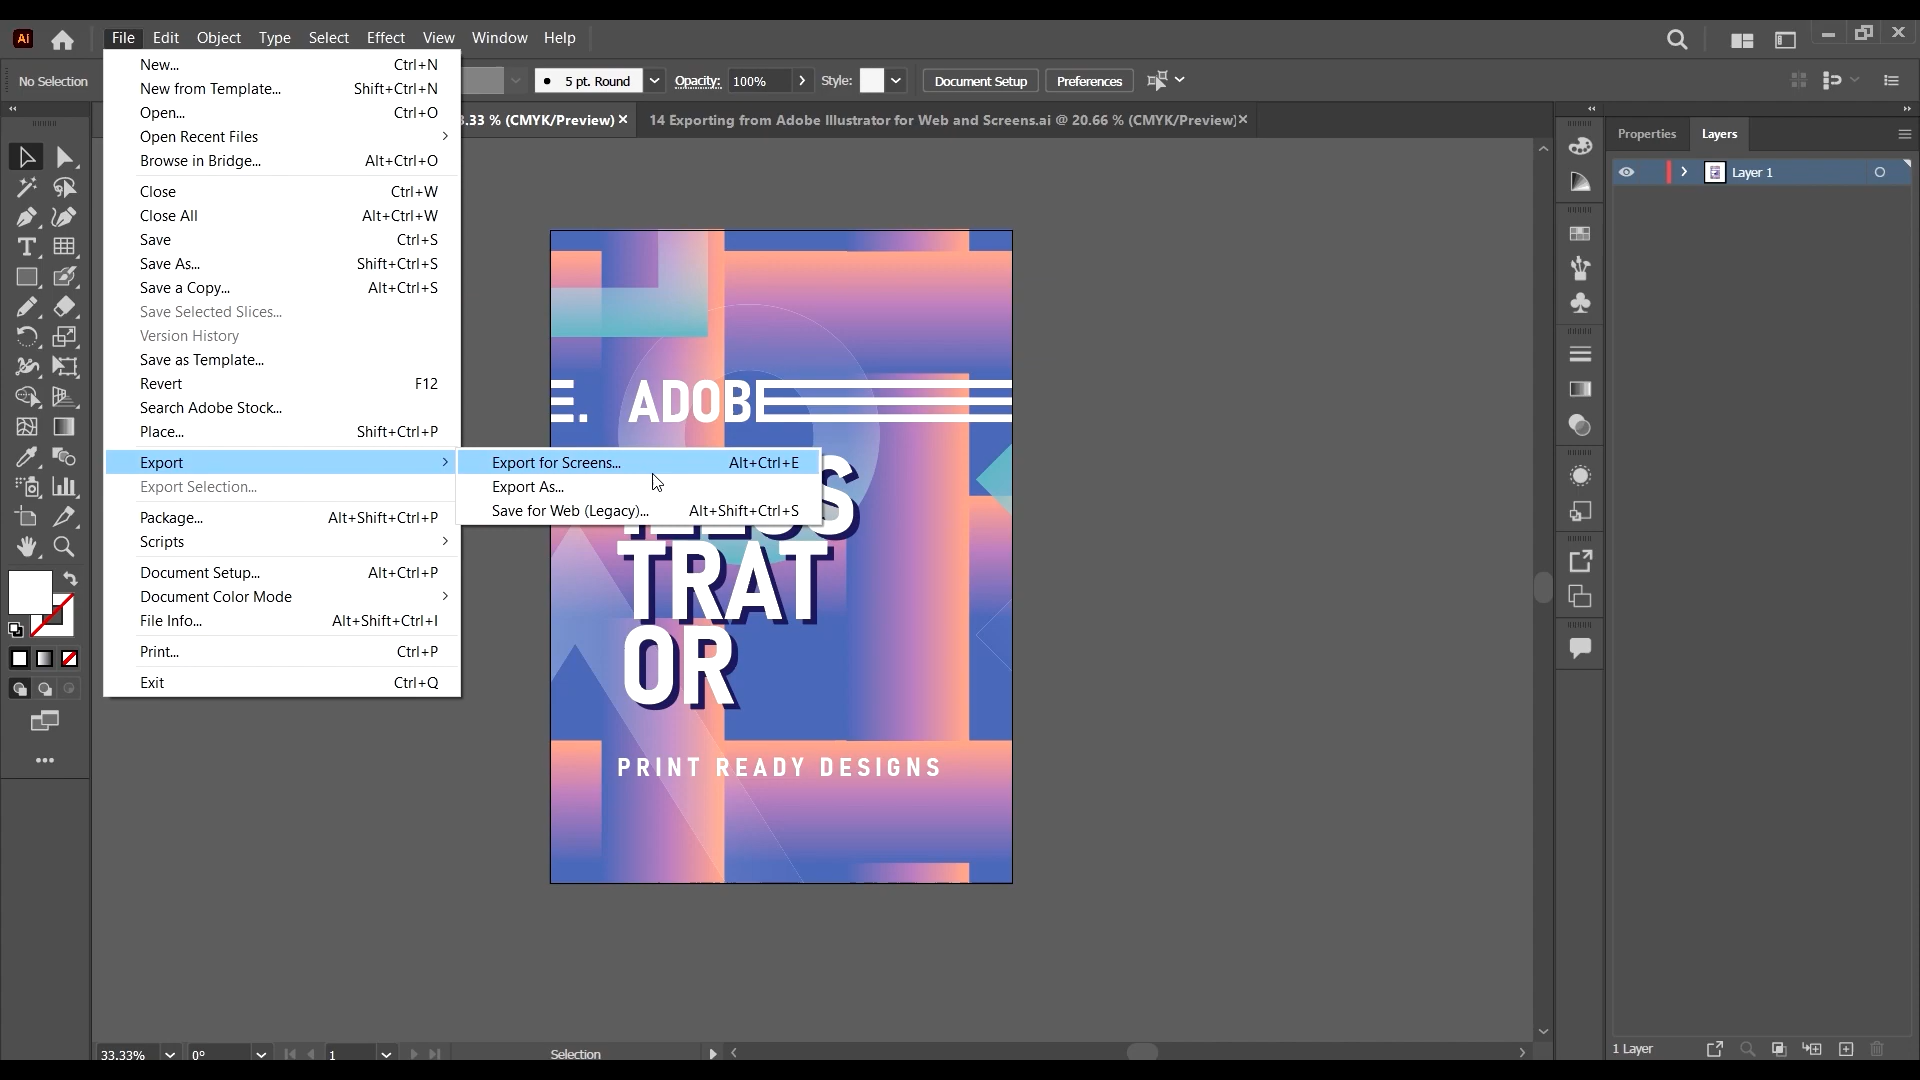 Ai
File Edit Object Type Select Effect View Window Help
No Selection
5 pt. Round
Opacity: 100%
Style:
Document Setup
Preferences
3.33 % (CMYK/Preview)
14 Exporting from Adobe Illustrator for Web and Screens.ai @ 20.66 % (CMYK/Preview)
New... Ctrl+N
New from Template... Shift+Ctrl+N
Open... Ctrl+O
Open Recent Files
Browse in Bridge... Alt+Ctrl+O
Close Ctrl+W
Close All Alt+Ctrl+W
Save Ctrl+S
Save As... Shift+Ctrl+S
Save a Copy... Alt+Ctrl+S
Save Selected Slices...
Version History
Save as Template...
Revert F12
Search Adobe Stock...
Place... Shift+Ctrl+P
Export
Export Selection...
Package... Alt+Shift+Ctrl+P
Scripts
Document Setup... Alt+Ctrl+P
Document Color Mode
File Info... Alt+Shift+Ctrl+I
Print... Ctrl+P
Exit Ctrl+Q
Export for Screens... Alt+Ctrl+E
Export As...
Save for Web (Legacy)... Alt+Shift+Ctrl+S
E. ADOBE
TRAT
OR
PRINT READY DESIGNS
Properties
Layers
Layer 1
33.33%
0°
1
Selection
1 Layer